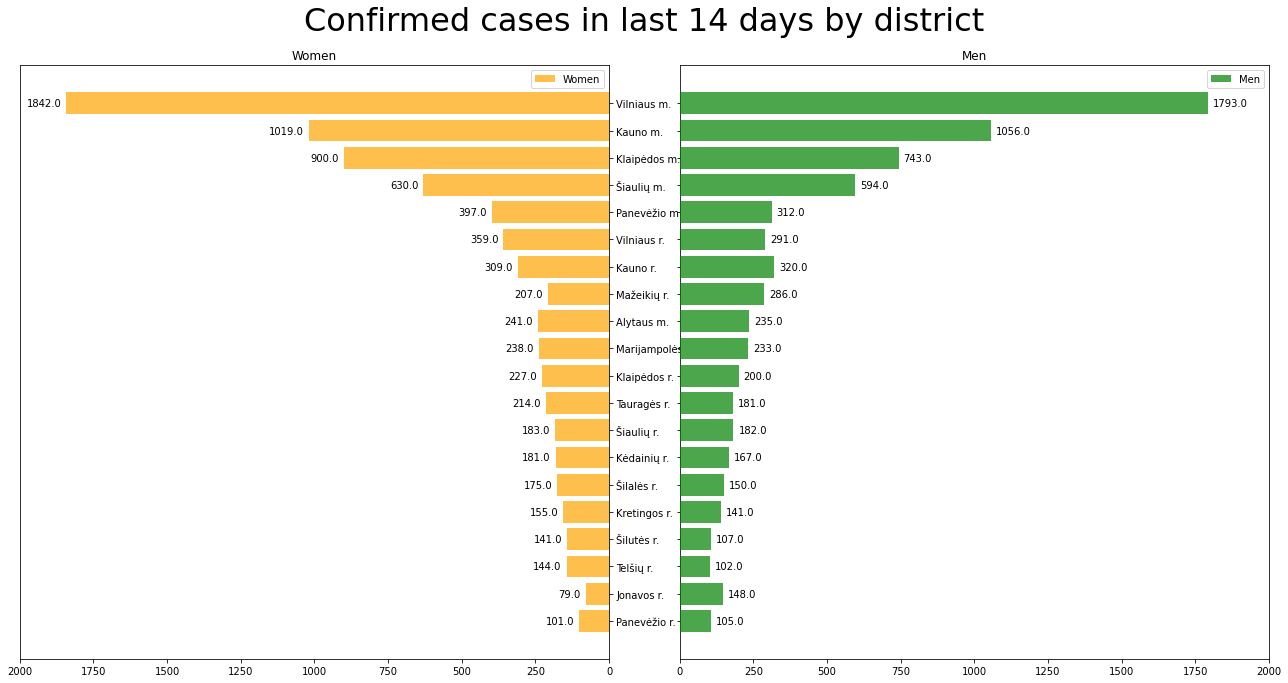 Confirmed cases in last 14 days by district
Women
Men
Women
Men
1842.0 Vilniaus m. 1793.0
1019.0 Kauno m. 1056.0
900.0 Klaipėdos m. 743.0
630.0 Šiaulių m. 594.0
397.0 Panevėžio m 312.0
359.0 Vilniaus r. 291.0
309.0 Kauno r. 320.0
207.0 Mažeikių r. 286.0
241.0 Alytaus m. 235.0
238.0 Marijampolės 233.0
227.0 Klaipėdos r. 200.0
214.0 Tauragės r. 181.0
183.0 Šiaulių r. 182.0
181.0 Kėdainių r. 167.0
175.0 Šilalės r. 150.0
155.0 Kretingos r. 141.0
141.0 Šilutės r. 107.0
144.0 Telšių r. 102.0
79.0 Jonavos r. 148.0
101.0 Panevėžio r. 105.0
2000 1750 1500 1250 1000 750 500 250 0
0 250 500 750 1000 1250 1500 1750 2000